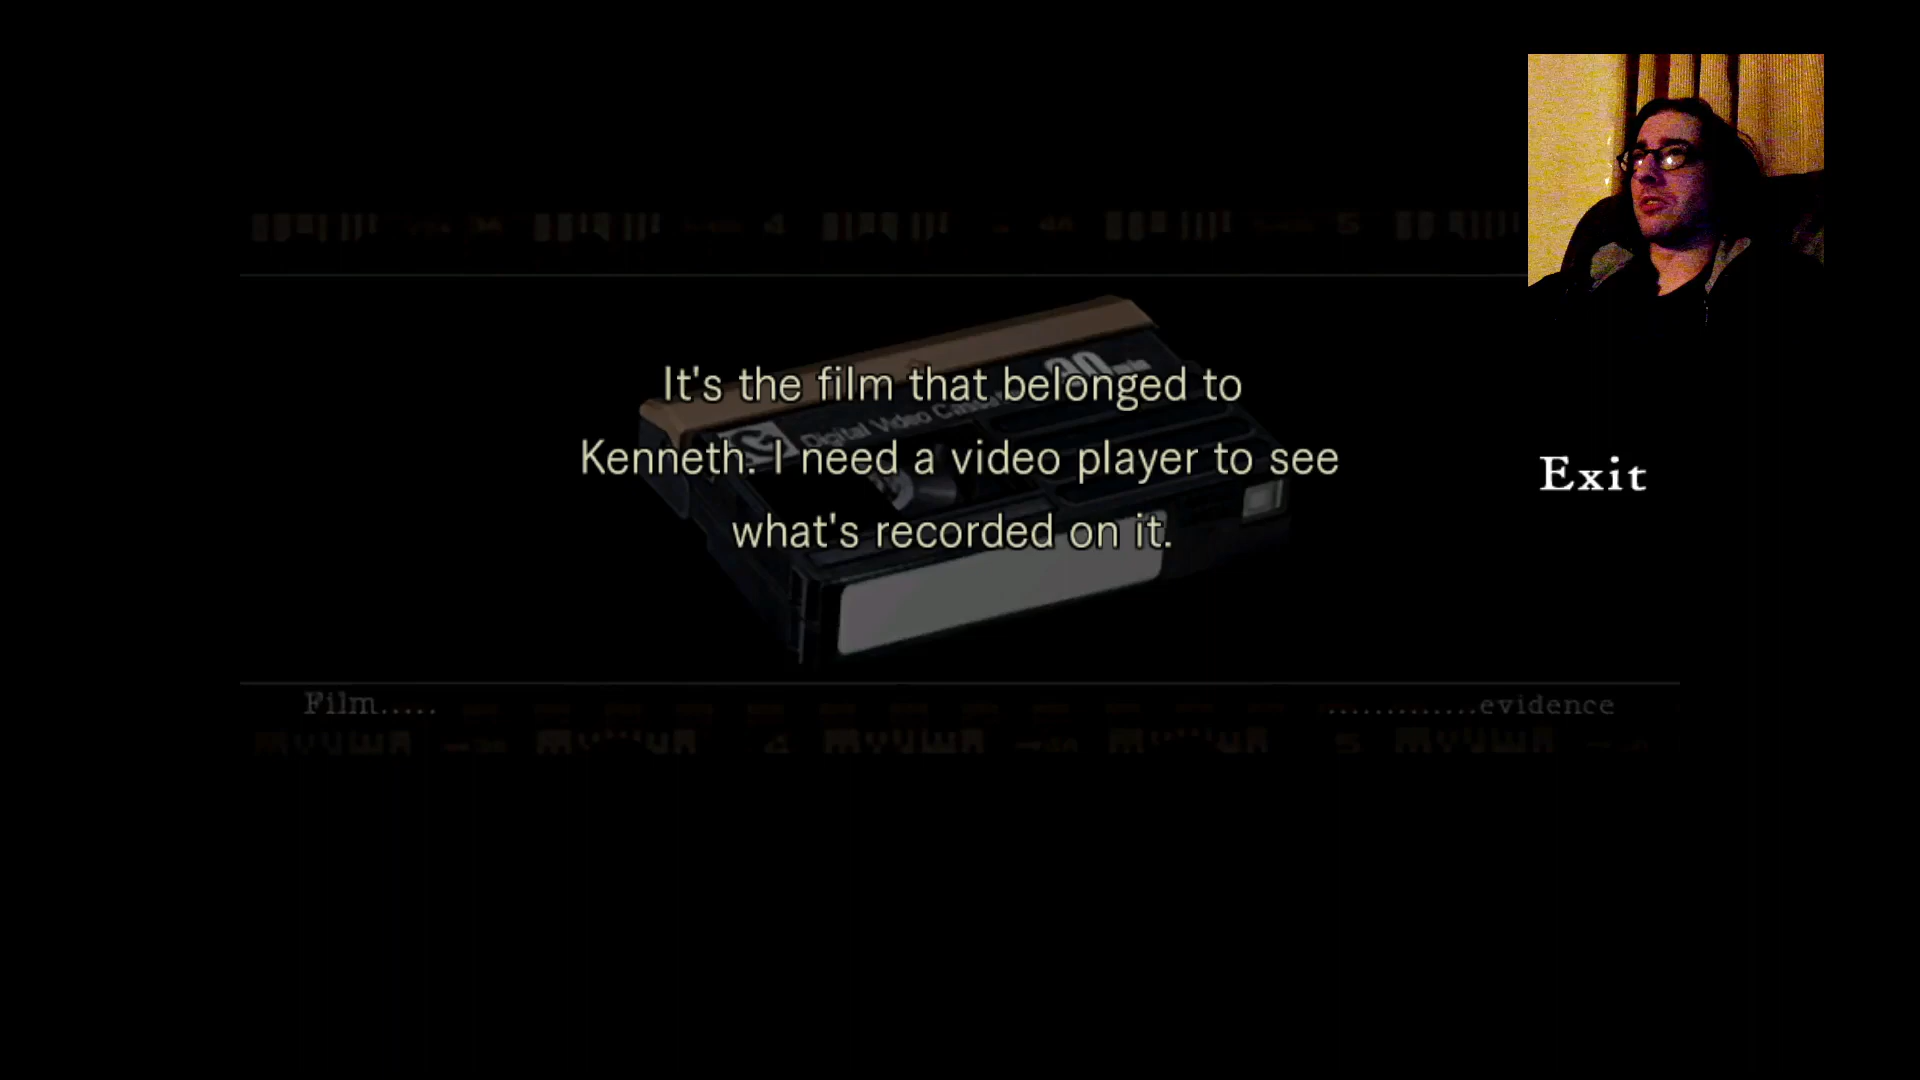 It's the film that belonged to
Kenneth. I need a video player to see
what's recorded on it.
Exit
Digital Video
Film.....
.............evidence